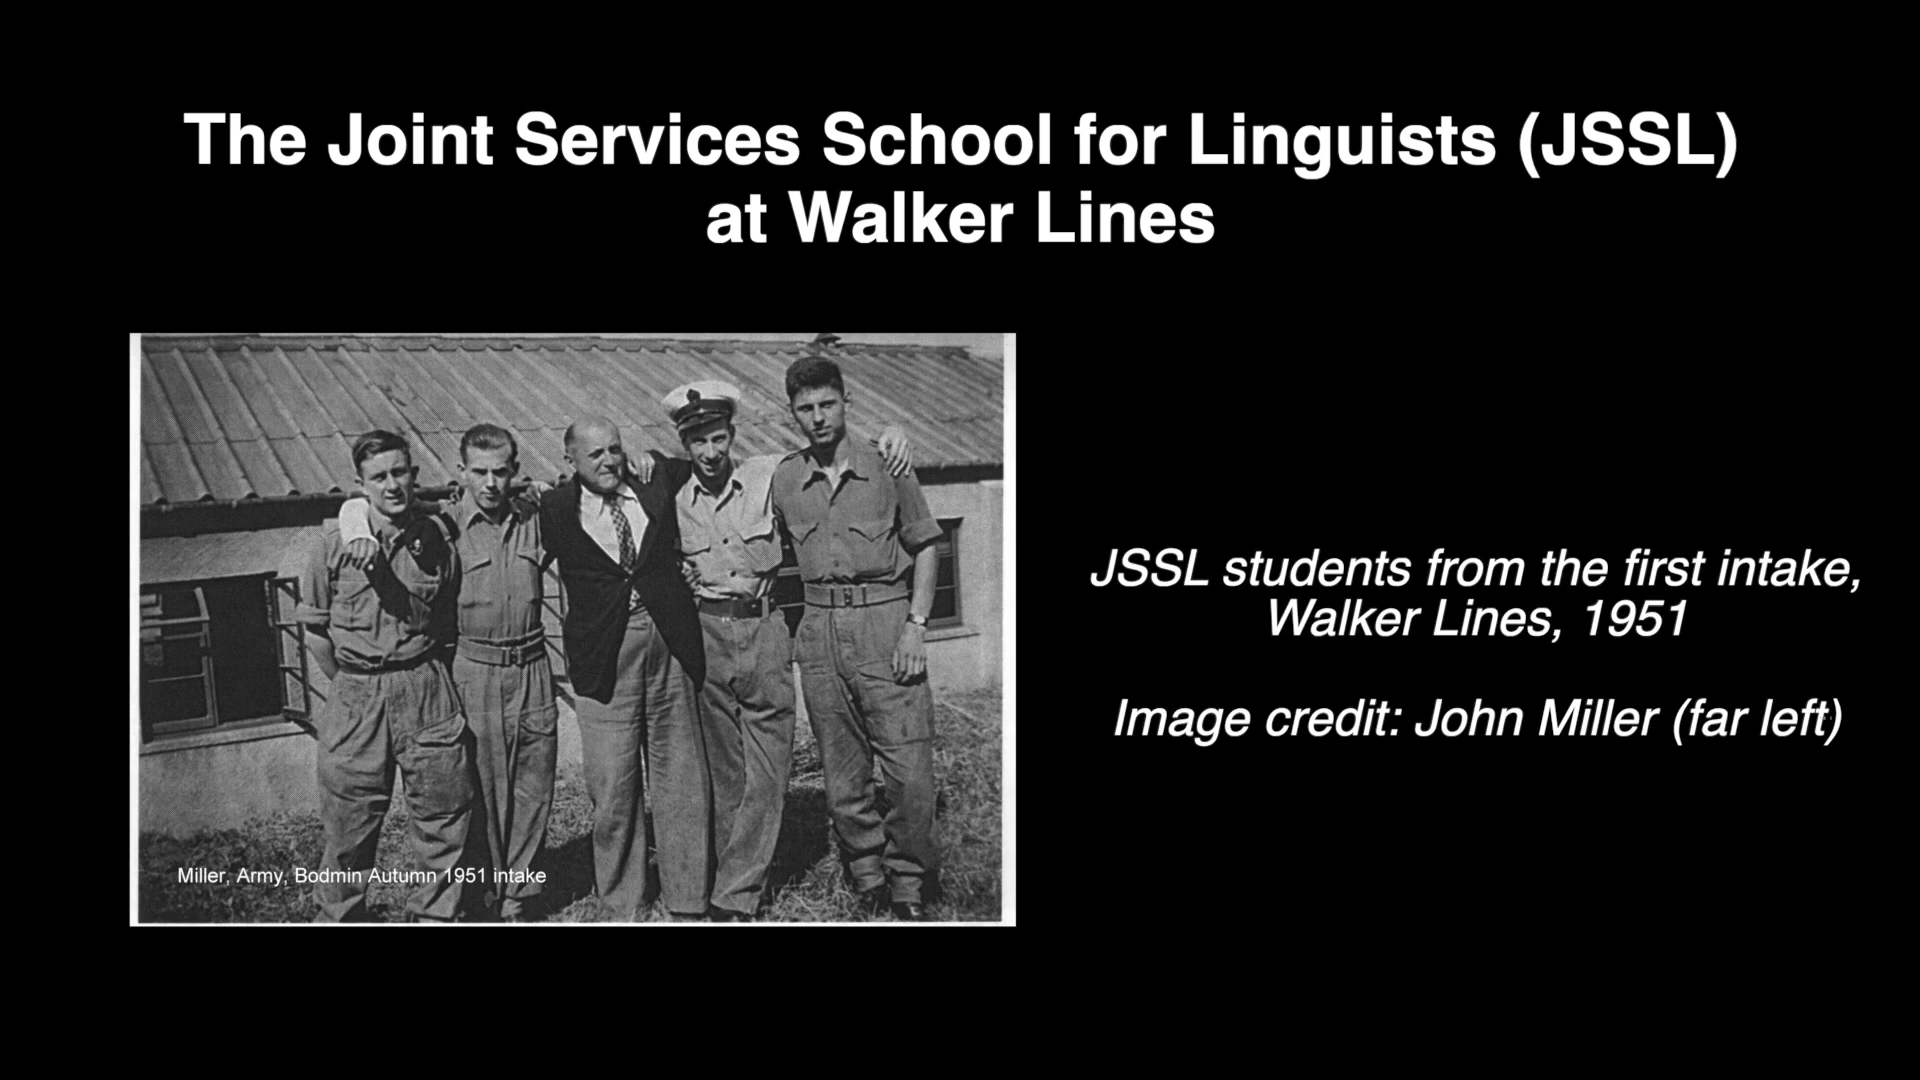 The Joint Services School for Linguists (JSSL)
at Walker Lines
Miller, Army, Bodmin Autumn 1951 intake
JSSL students from the first intake,
Walker Lines, 1951
Image credit: John Miller (far left)